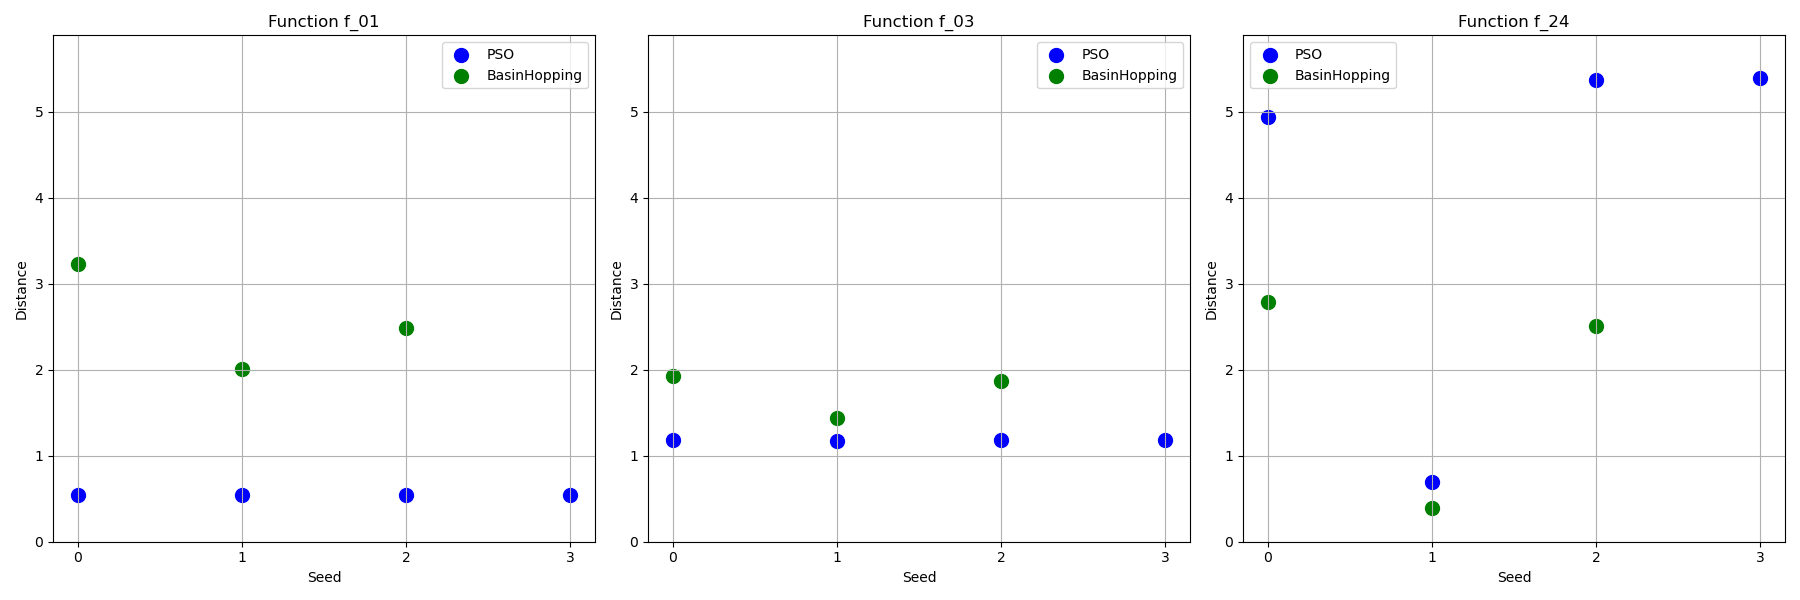 Function f_01
PSO
BasinHopping
5
4
3
2
1
0
Distance
0 1 2 3
Seed
Function f_03
PSO
BasinHopping
5
4
3
2
1
0
Distance
0 1 2 3
Seed
Function f_24
PSO
BasinHopping
5
4
3
2
1
0
Distance
0 1 2 3
Seed